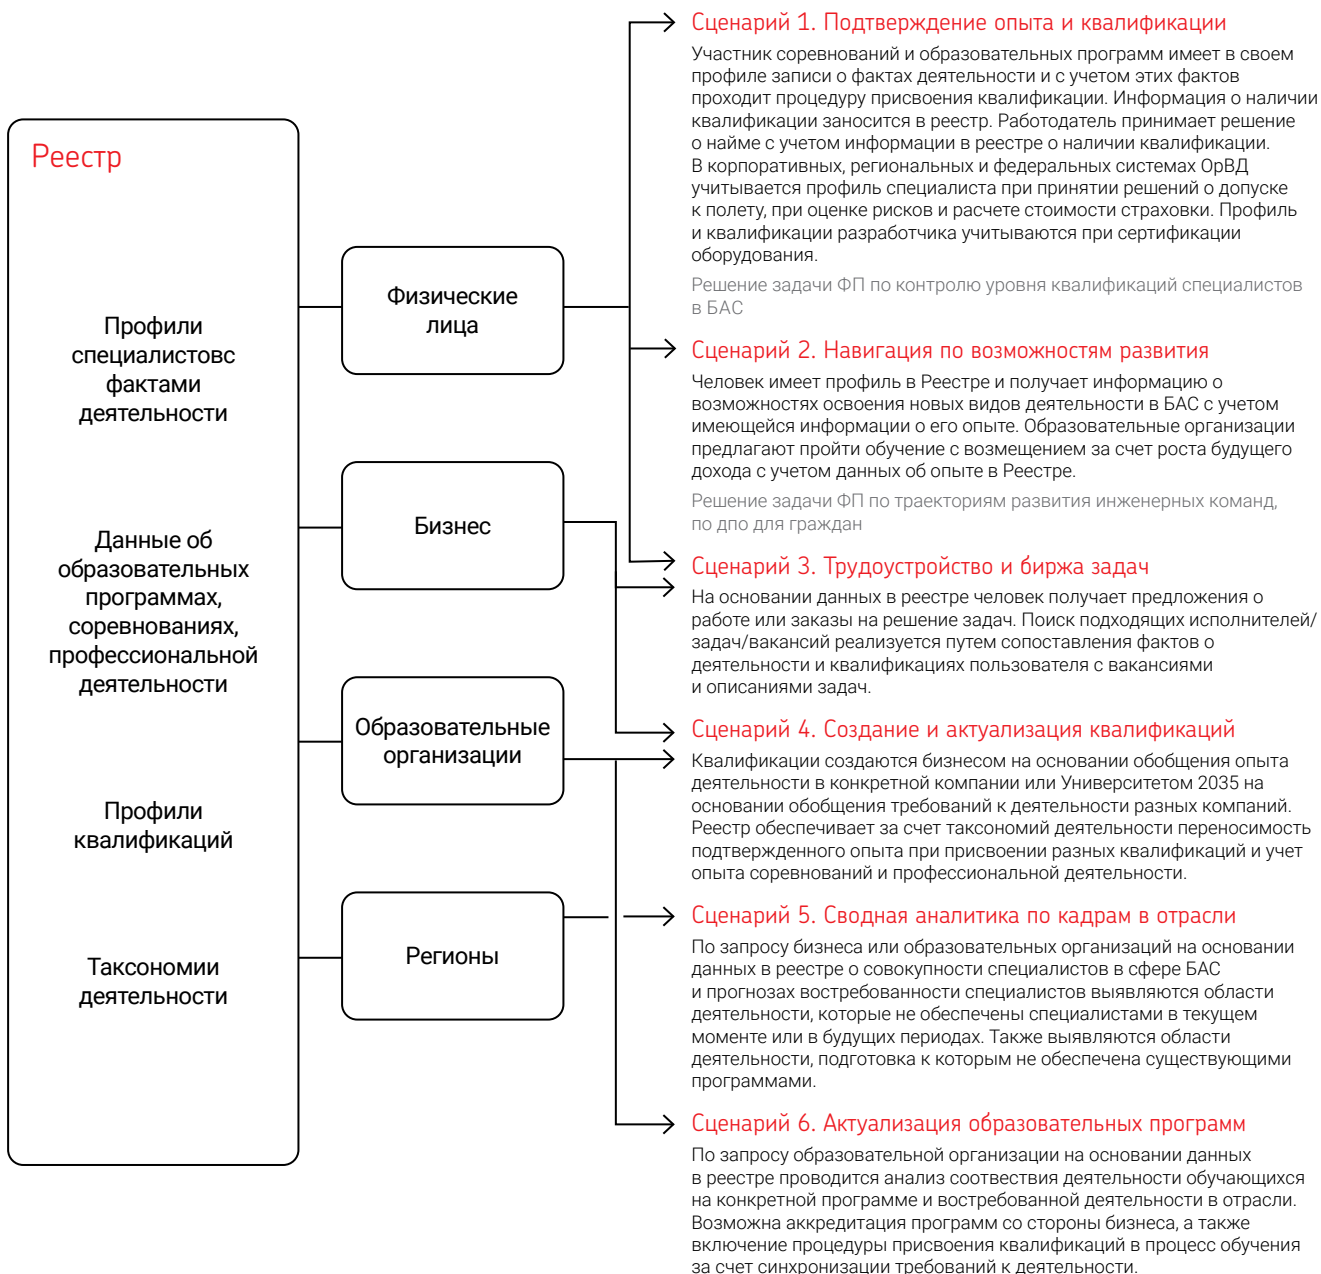 Реестр
Профили
специалистовс
фактами
деятельности
Данные об
образовательных
программах,
соревнованиях,
профессиональной
деятельности
Профили
квалификаций
Таксономии
деятельности
Физические
лица
Бизнес
Образовательные
организации
Регионы
Сценарий 1. Подтверждение опыта и квалификации
Участник соревнований и образовательных программ имеет в своем
профиле записи о фактах деятельности и с учетом этих фактов
проходит процедуру присвоения квалификации. Информация о наличии
квалификации заносится в реестр. Работодатель принимает решение
о найме с учетом информации в реестре о наличии квалификации.
В корпоративных, региональных и федеральных системах ОрВД
учитывается профиль специалиста при принятии решений о допуске
к полету, при оценке рисков и расчете стоимости страховки. Профиль
и квалификации разработчика учитываются при сертификации
оборудования.
Решение задачи ФП по контролю уровня квалификаций специалистов
в БАС
Сценарий 2. Навигация по возможностям развития
Человек имеет профиль в Реестре и получает информацию о
возможностях освоения новых видов деятельности в БАС с учетом
имеющейся информации о его опыте. Образовательные организации
предлагают пройти обучение с возмещением за счет роста будущего
дохода с учетом данных об опыте в Реестре.
Решение задачи ФП по траекториям развития инженерных команд,
по дпо для граждан
Сценарий 3. Трудоустройство и биржа задач
На основании данных в реестре человек получает предложения о
работе или заказы на решение задач. Поиск подходящих исполнителей/
задач/вакансий реализуется путем сопоставления фактов о
деятельности и квалификациях пользователя с вакансиями
и описаниями задач.
Сценарий 4. Создание и актуализация квалификаций
Квалификации создаются бизнесом на основании обобщения опыта
деятельности в конкретной компании или Университетом 2035 на
основании обобщения требований к деятельности разных компаний.
Реестр обеспечивает за счет таксономий деятельности переносимость
подтвержденного опыта при присвоении разных квалификаций и учет
опыта соревнований и профессиональной деятельности.
Сценарий 5. Сводная аналитика по кадрам в отрасли
По запросу бизнеса или образовательных организаций на основании
данных в реестре о совокупности специалистов в сфере БАС
и прогнозах востребованности специалистов выявляются области
деятельности, которые не обеспечены специалистами в текущем
моменте или в будущих периодах. Также выявляются области
деятельности, подготовка к которым не обеспечена существующими
программами.
Сценарий 6. Актуализация образовательных программ
По запросу образовательной организации на основании данных
в реестре проводится анализ соотвествия деятельности обучающихся
на конкретной программе и востребованной деятельности в отрасли.
Возможна аккредитация программ со стороны бизнеса, а также
включение процедуры присвоения квалификаций в процесс обучения
за счет синхронизации требований к деятельности.